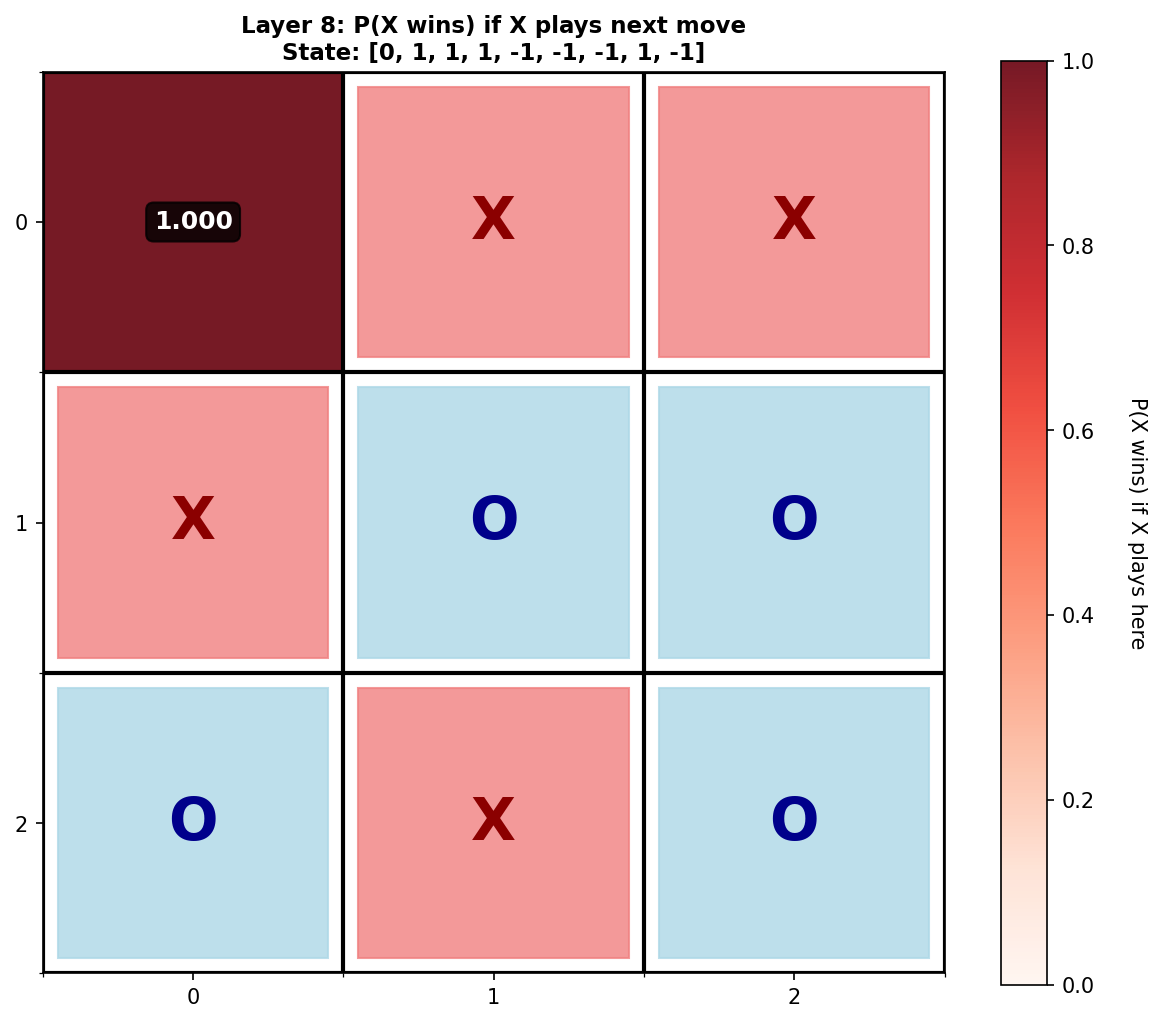 Layer 8: P(X wins) if X plays next move
State: [0, 1, 1, 1, -1, -1, -1, 1, -1]
1.000
X
X
X
O
O
O
X
O
0
1
2
0
1
2
1.0
0.8
0.6
0.4
0.2
0.0
P(X wins) if X plays here